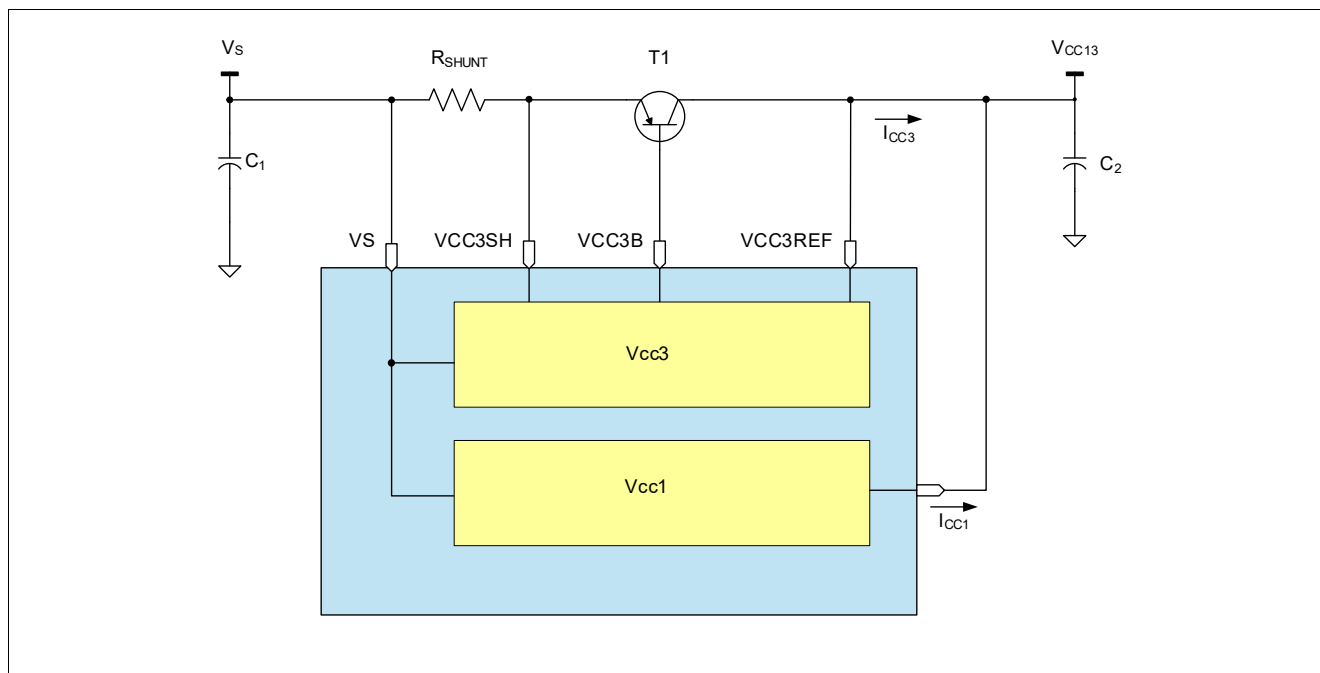 VS
RSHUNT
T1
VCC13
ICC3
C1
C2
VS
VCC3SH
VCC3B
VCC3REF
Vcc3
Vcc1
ICC1